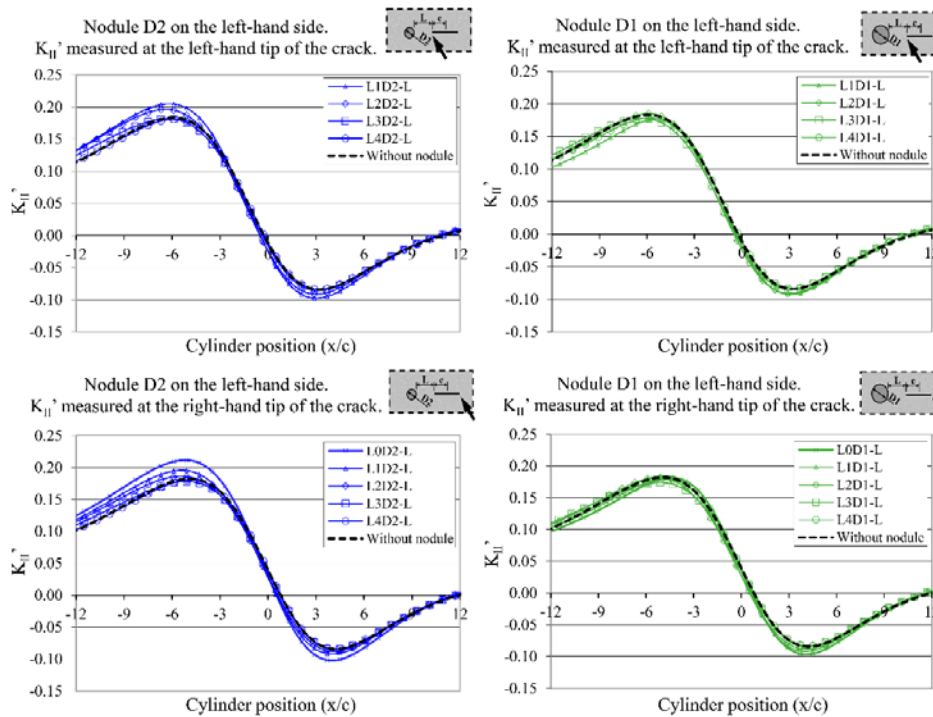 Nodule D2 on the left-hand side.
K_II' measured at the left-hand tip of the crack.
L c
D2
0.25
0.20
0.15
0.10
0.05
0.00
-0.05
-0.10
-0.15
K_II'
-12 -9 -6 -3 0 3 6 9 12
Cylinder position (x/c)
L1D2-L
L2D2-L
L3D2-L
L4D2-L
Without nodule
Nodule D1 on the left-hand side.
K_II' measured at the left-hand tip of the crack.
L c
D1
0.25
0.20
0.15
0.10
0.05
0.00
-0.05
-0.10
-0.15
K_II'
-12 -9 -6 -3 0 3 6 9 12
Cylinder position (x/c)
L1D1-L
L2D1-L
L3D1-L
L4D1-L
Without nodule
Nodule D2 on the left-hand side.
K_II' measured at the right-hand tip of the crack.
L c
D2
0.25
0.20
0.15
0.10
0.05
0.00
-0.05
-0.10
-0.15
K_II'
-12 -9 -6 -3 0 3 6 9 12
Cylinder position (x/c)
L0D2-L
L1D2-L
L2D2-L
L3D2-L
L4D2-L
Without nodule
Nodule D1 on the left-hand side.
K_II' measured at the right-hand tip of the crack.
L c
D1
0.25
0.20
0.15
0.10
0.05
0.00
-0.05
-0.10
-0.15
K_II'
-12 -9 -6 -3 0 3 6 9 12
Cylinder position (x/c)
L0D1-L
L1D1-L
L2D1-L
L3D1-L
L4D1-L
Without nodule